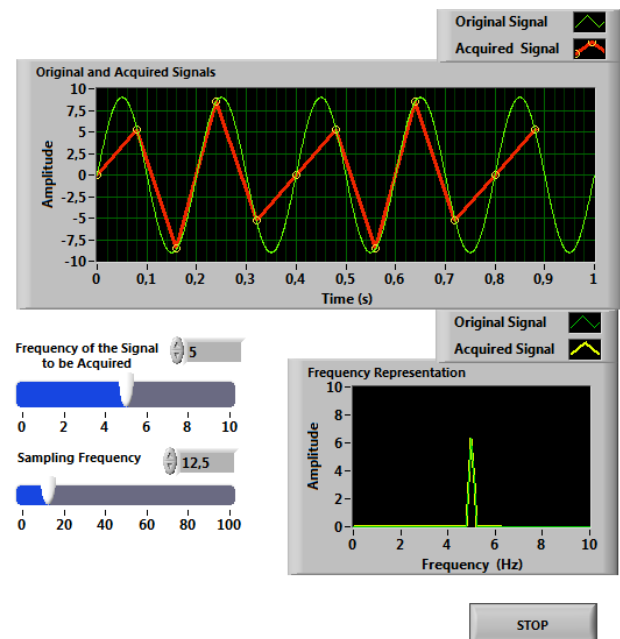 Original Signal
Acquired Signal
Original and Acquired Signals
10
7,5
5
2,5
0
-2,5
-5
-7,5
-10
Amplitude
0 0,1 0,2 0,3 0,4 0,5 0,6 0,7 0,8 0,9 1
Time (s)
Original Signal
Acquired Signal
Frequency of the Signal
to be Acquired
5
0 2 4 6 8 10
Sampling Frequency
12,5
0 20 40 60 80 100
Frequency Representation
10
8
6
4
2
0
Amplitude
0 2 4 6 8 10
Frequency (Hz)
STOP